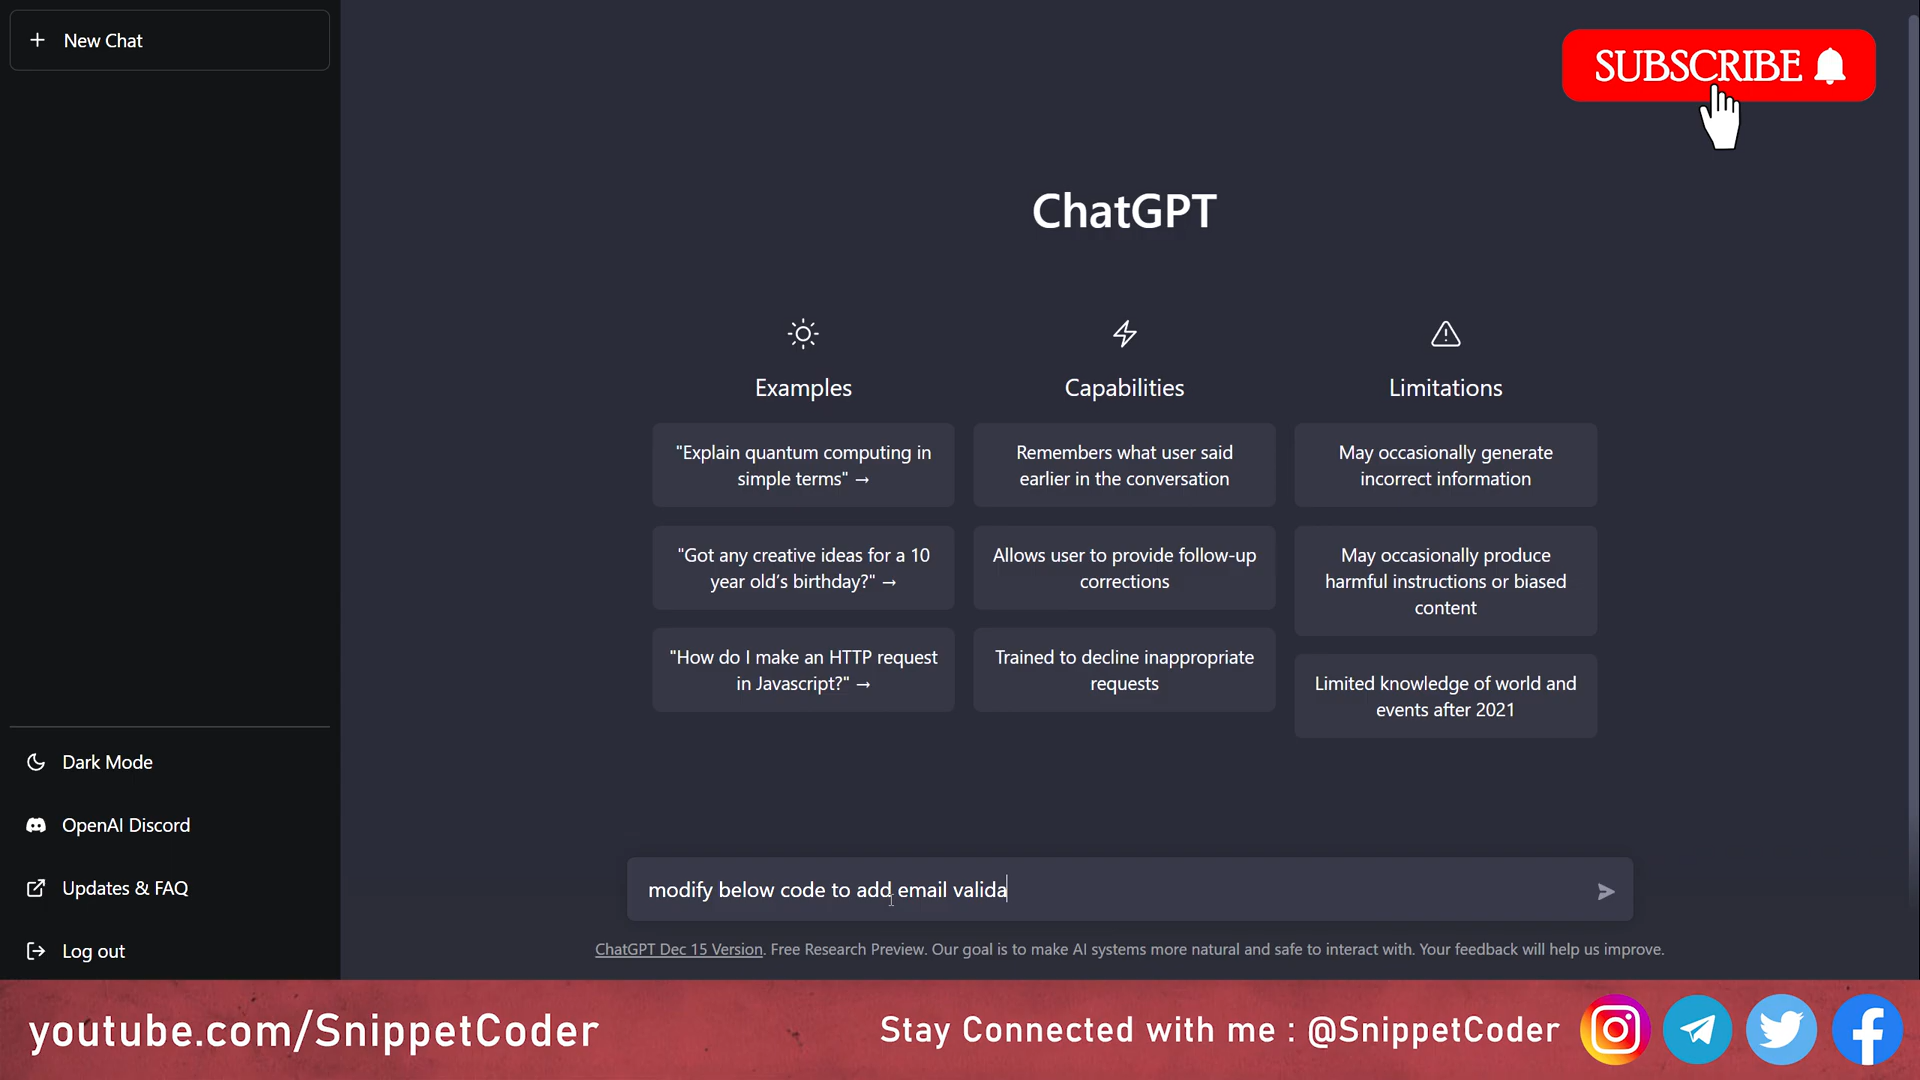 New Chat
SUBSCRIBE
ChatGPT
Examples
"Explain quantum computing in
simple terms" →
"Got any creative ideas for a 10
year old's birthday?" →
"How do I make an HTTP request
in Javascript?" →
Capabilities
Remembers what user said
earlier in the conversation
Allows user to provide follow-up
corrections
Trained to decline inappropriate
requests
Limitations
May occasionally generate
incorrect information
May occasionally produce
harmful instructions or biased
content
Limited knowledge of world and
events after 2021
Dark Mode
OpenAI Discord
Updates & FAQ
Log out
modify below code to add email valida
ChatGPT Dec 15 Version. Free Research Preview. Our goal is to make AI systems more natural and safe to interact with. Your feedback will help us improve.
youtube.com/SnippetCoder
Stay Connected with me : @SnippetCoder